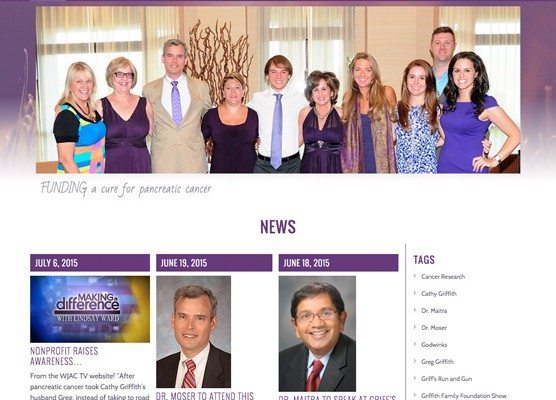 FUNDING a cure for pancreatic cancer
NEWS
JULY 6, 2015
MAKING a
difference
WITH LINDSAY WARD
NONPROFIT RAISES
AWARENESS…
From the WJAC TV website! "After
pancreatic cancer took Cathy Griffith's
husband Greg, instead of taking to road
JUNE 19, 2015
DR. MOSER TO ATTEND THIS
JUNE 18, 2015
DR. MAITRA TO SPEAK AT GRIFF'S
TAGS
Cancer Research
Cathy Griffith
Dr. Maitra
Dr. Moser
Godwinks
Greg Griffith
Griff's Run and Gun
Griffith Family Foundation Show